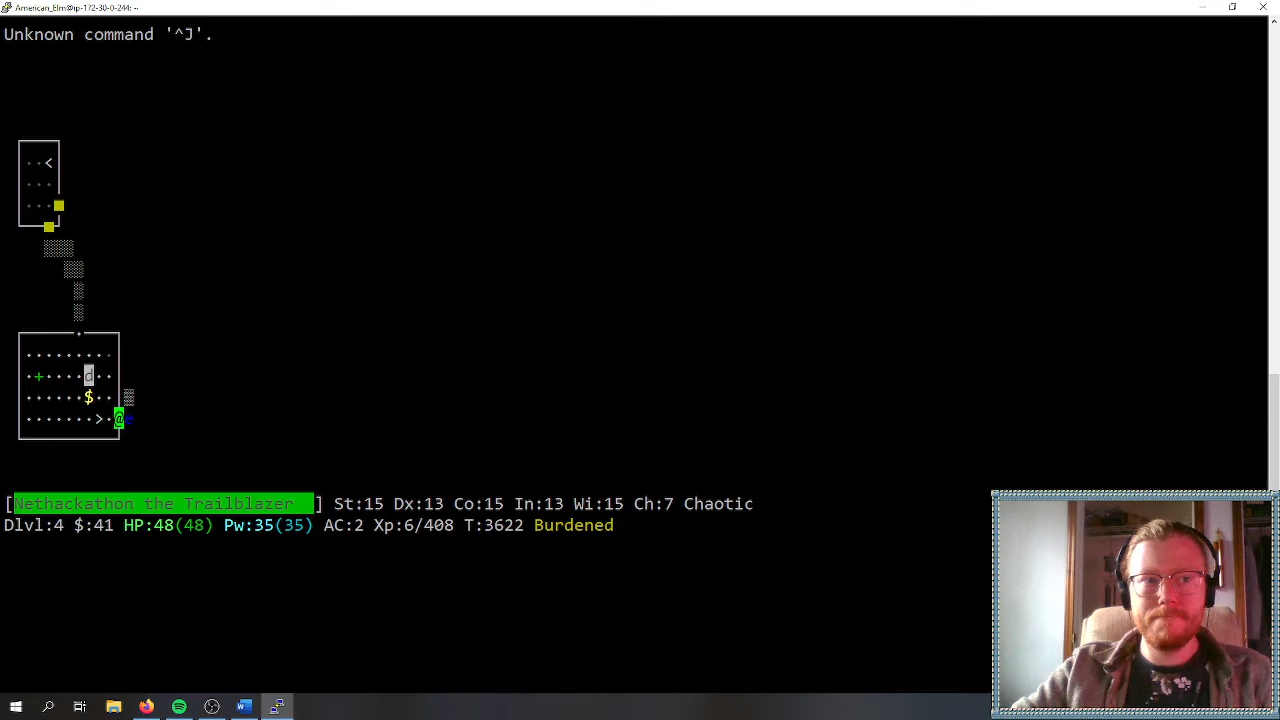 American_Elm@ip-172-30-0-244: ~
Unknown command '^J'.
··<
···
···
·
·········
·+····d··
······$··
·······>·@e
[Nethackathon the Trailblazer ] St:15 Dx:13 Co:15 In:13 Wi:15 Ch:7 Chaotic
Dlvl:4 $:41 HP:48(48) Pw:35(35) AC:2 Xp:6/408 T:3622 Burdened